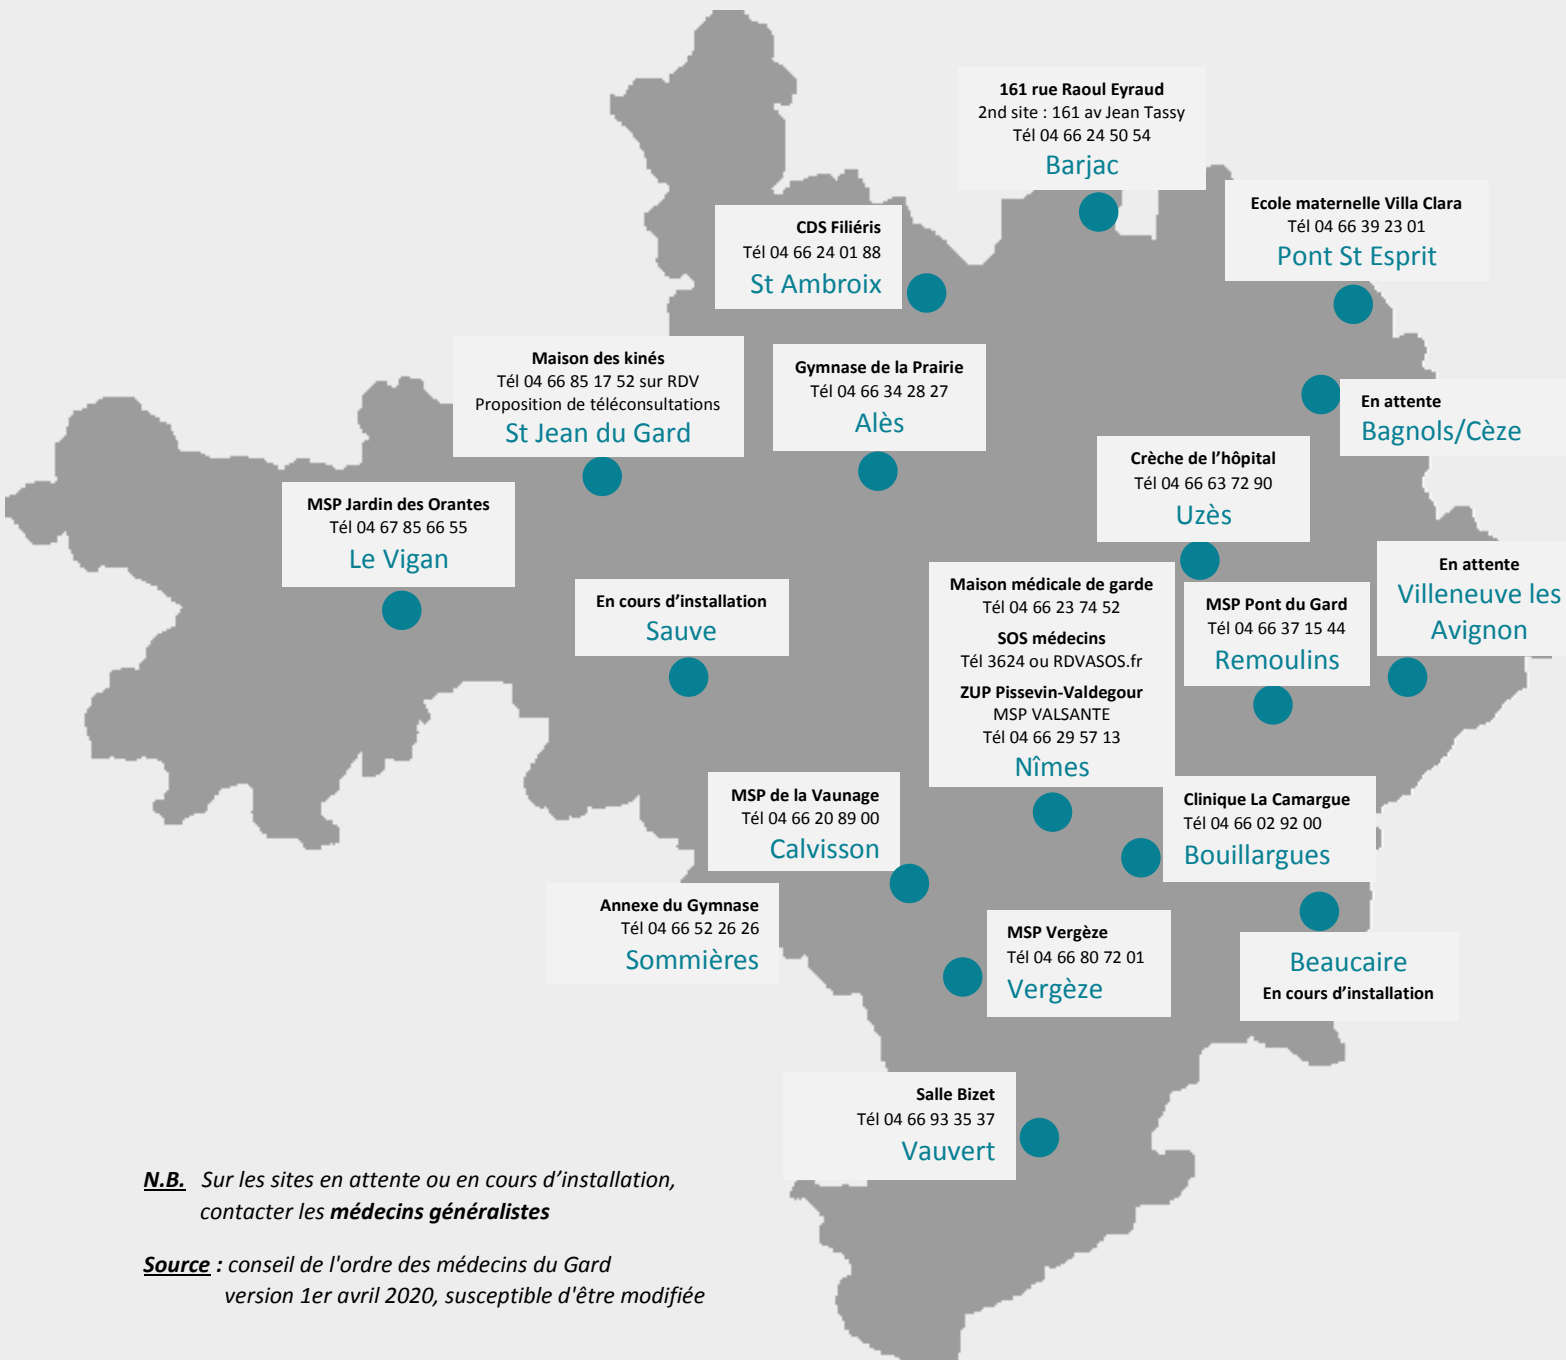 161 rue Raoul Eyraud
2nd site : 161 av Jean Tassy
Tél 04 66 24 50 54
Barjac
Ecole maternelle Villa Clara
Tél 04 66 39 23 01
Pont St Esprit
CDS Filiéris
Tél 04 66 24 01 88
St Ambroix
Maison des kinés
Tél 04 66 85 17 52 sur RDV
Proposition de téléconsultations
St Jean du Gard
Gymnase de la Prairie
Tél 04 66 34 28 27
Alès
En attente
Bagnols/Cèze
Crèche de l’hôpital
Tél 04 66 63 72 90
Uzès
MSP Jardin des Orantes
Tél 04 67 85 66 55
Le Vigan
En cours d’installation
Sauve
Maison médicale de garde
Tél 04 66 23 74 52
SOS médecins
Tél 3624 ou RDVASOS.fr
ZUP Pissevin-Valdegour
MSP VALSANTE
Tél 04 66 29 57 13
Nîmes
MSP Pont du Gard
Tél 04 66 37 15 44
Remoulins
En attente
Villeneuve les
Avignon
MSP de la Vaunage
Tél 04 66 20 89 00
Calvisson
Clinique La Camargue
Tél 04 66 02 92 00
Bouillargues
Annexe du Gymnase
Tél 04 66 52 26 26
Sommières
MSP Vergèze
Tél 04 66 80 72 01
Vergèze
Beaucaire
En cours d’installation
Salle Bizet
Tél 04 66 93 35 37
Vauvert
N.B. Sur les sites en attente ou en cours d’installation,
contacter les médecins généralistes
Source : conseil de l'ordre des médecins du Gard
version 1er avril 2020, susceptible d'être modifiée